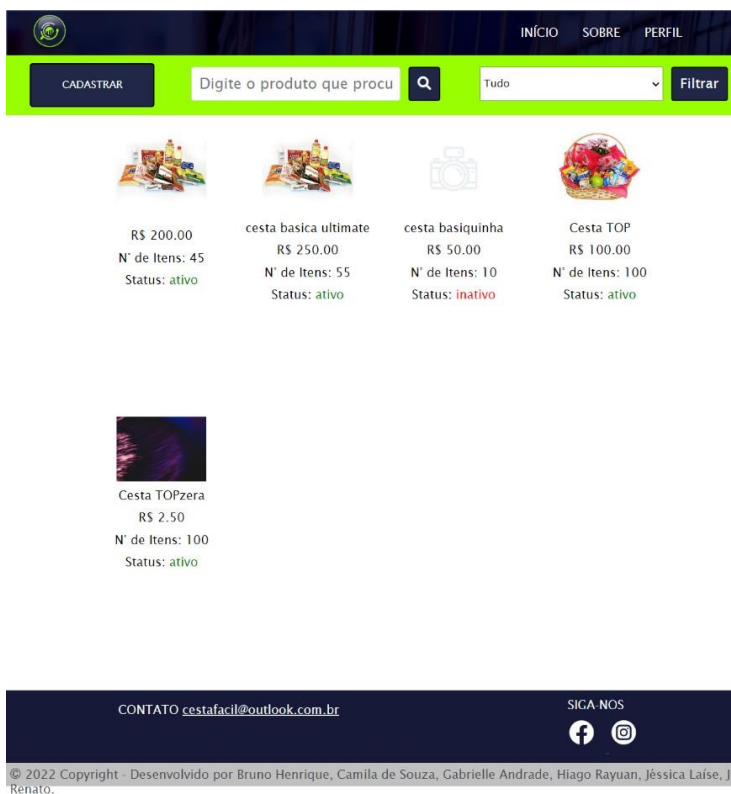 INÍCIO SOBRE PERFIL
CADASTRAR
Digite o produto que procu
Tudo
Filtrar
R$ 200.00
N° de Itens: 45
Status: ativo
cesta basica ultimate
R$ 250.00
N° de Itens: 55
Status: ativo
cesta basiquinha
R$ 50.00
N° de Itens: 10
Status: inativo
Cesta TOP
R$ 100.00
N° de Itens: 100
Status: ativo
Cesta TOPzera
R$ 2.50
N° de Itens: 100
Status: ativo
CONTATO cestafacil@outlook.com.br
SIGA-NOS
© 2022 Copyright - Desenvolvido por Bruno Henrique, Camila de Souza, Gabrielle Andrade, Hiago Rayuan, Jéssica Laíse, J
Renato.